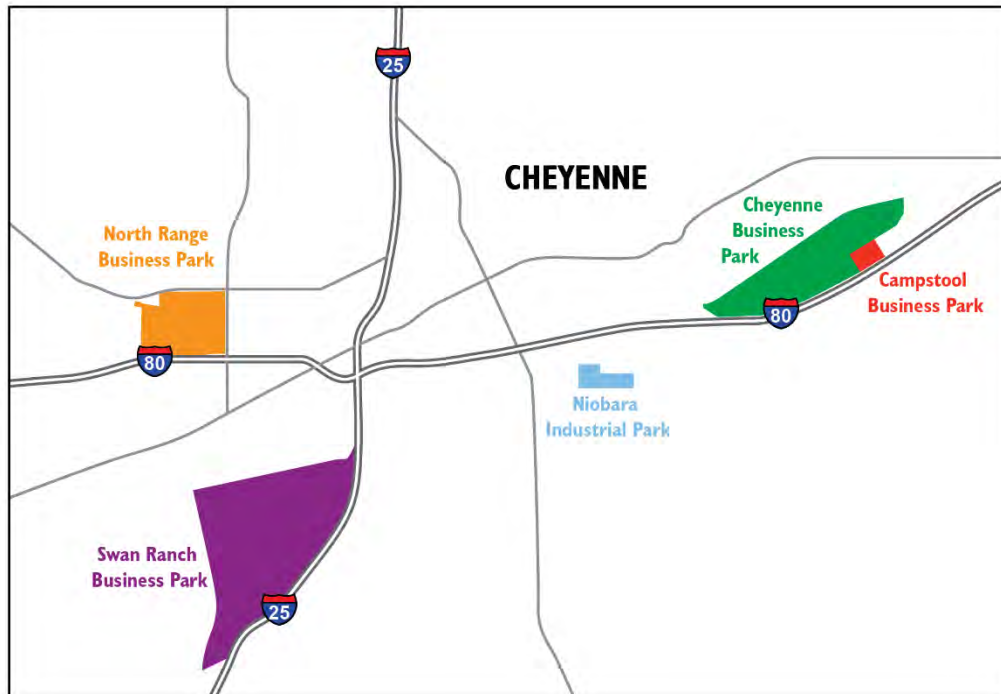 25
CHEYENNE
Cheyenne
Business
Park
North Range
Business Park
Campstool
Business Park
80
80
Niobara
Industrial Park
Swan Ranch
Business Park
25